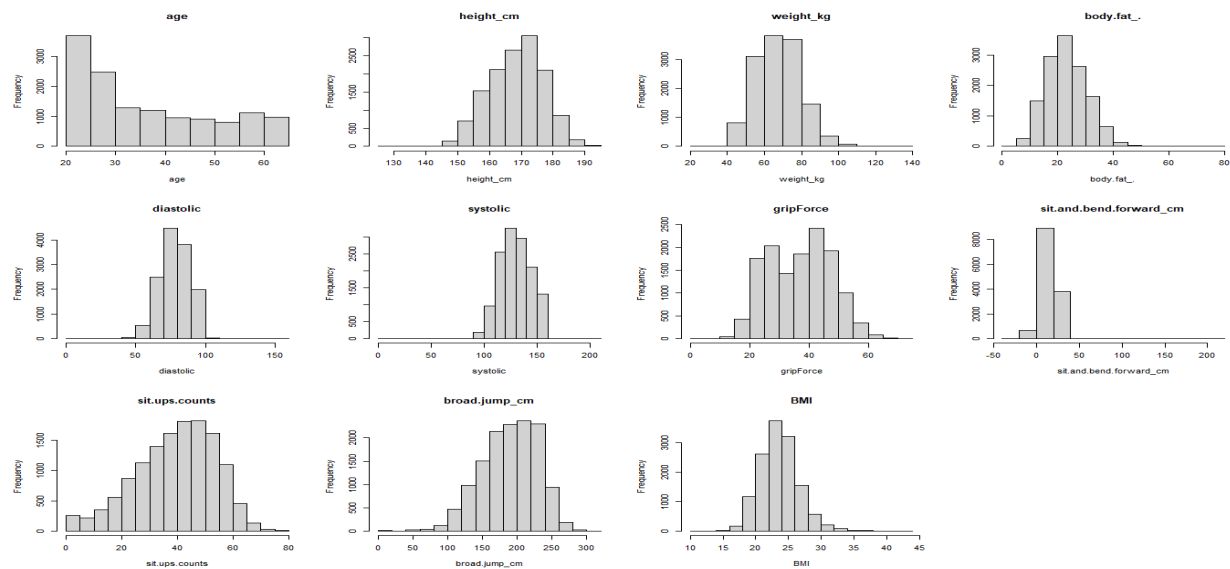 age
height_cm
weight_kg
body.fat_.
Frequency
0 1000 2000 3000
20 30 40 50 60
age
Frequency
0 500 1500 2500
130 140 150 160 170 180 190
height_cm
Frequency
0 1000 2000 3000
20 40 60 80 100 120 140
weight_kg
Frequency
0 1000 2000 3000
0 20 40 60 80
body.fat_.
diastolic
systolic
gripForce
sit.and.bend.forward_cm
Frequency
0 1000 2000 3000 4000
0 50 100 150
diastolic
Frequency
0 500 1500 2500
0 50 100 150 200
systolic
Frequency
0 500 1000 1500 2000 2500
0 20 40 60
gripForce
Frequency
0 2000 4000 6000 8000
-50 0 50 100 150 200
sit.and.bend.forward_cm
sit.ups.counts
broad.jump_cm
BMI
Frequency
0 500 1000 1500
0 20 40 60 80
sit.ups.counts
Frequency
0 500 1000 1500 2000
0 50 100 150 200 250 300
broad.jump_cm
Frequency
0 1000 2000 3000
10 15 20 25 30 35 40 45
BMI